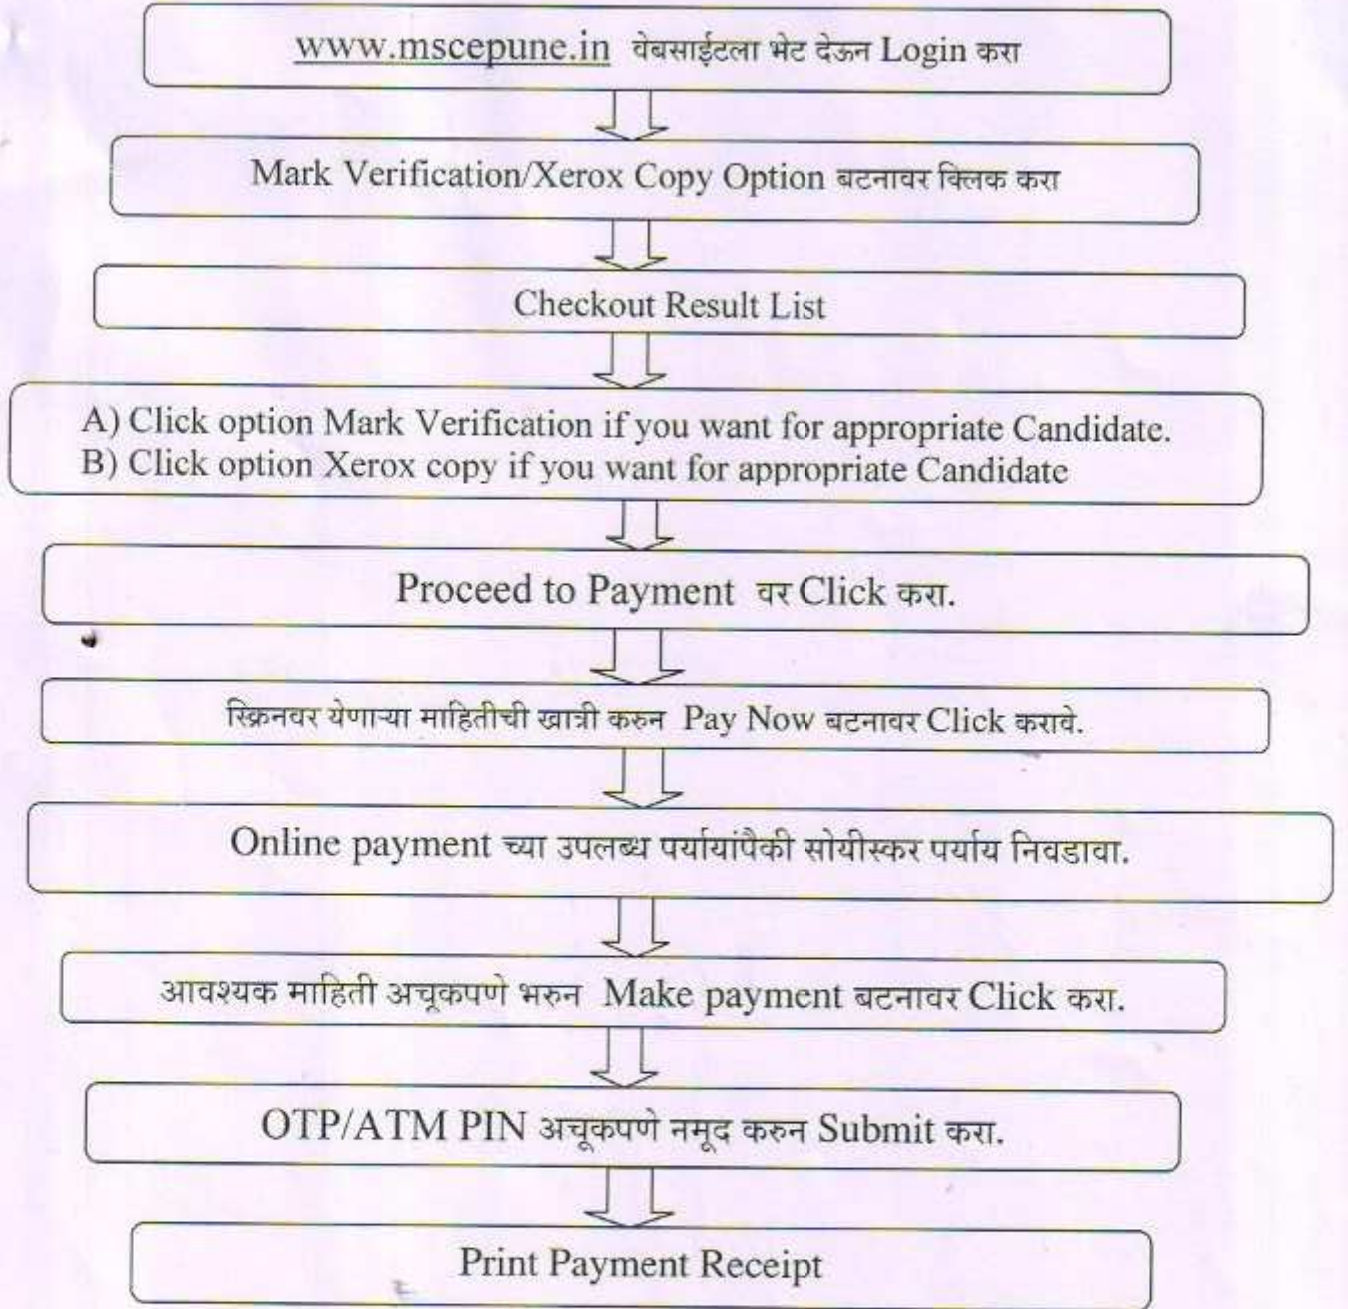 www.mscepune.in वेबसाईटला भेट देऊन Login करा
Mark Verification/Xerox Copy Option बटनावर क्लिक करा
Checkout Result List
A) Click option Mark Verification if you want for appropriate Candidate.
B) Click option Xerox copy if you want for appropriate Candidate
Proceed to Payment वर Click करा.
स्क्रिनवर येणाऱ्या माहितीची खात्री करुन Pay Now बटनावर Click करावे.
Online payment च्या उपलब्ध पर्यायांपैकी सोयीस्कर पर्याय निवडावा.
आवश्यक माहिती अचूकपणे भरुन Make payment बटनावर Click करा.
OTP/ATM PIN अचूकपणे नमूद करुन Submit करा.
Print Payment Receipt